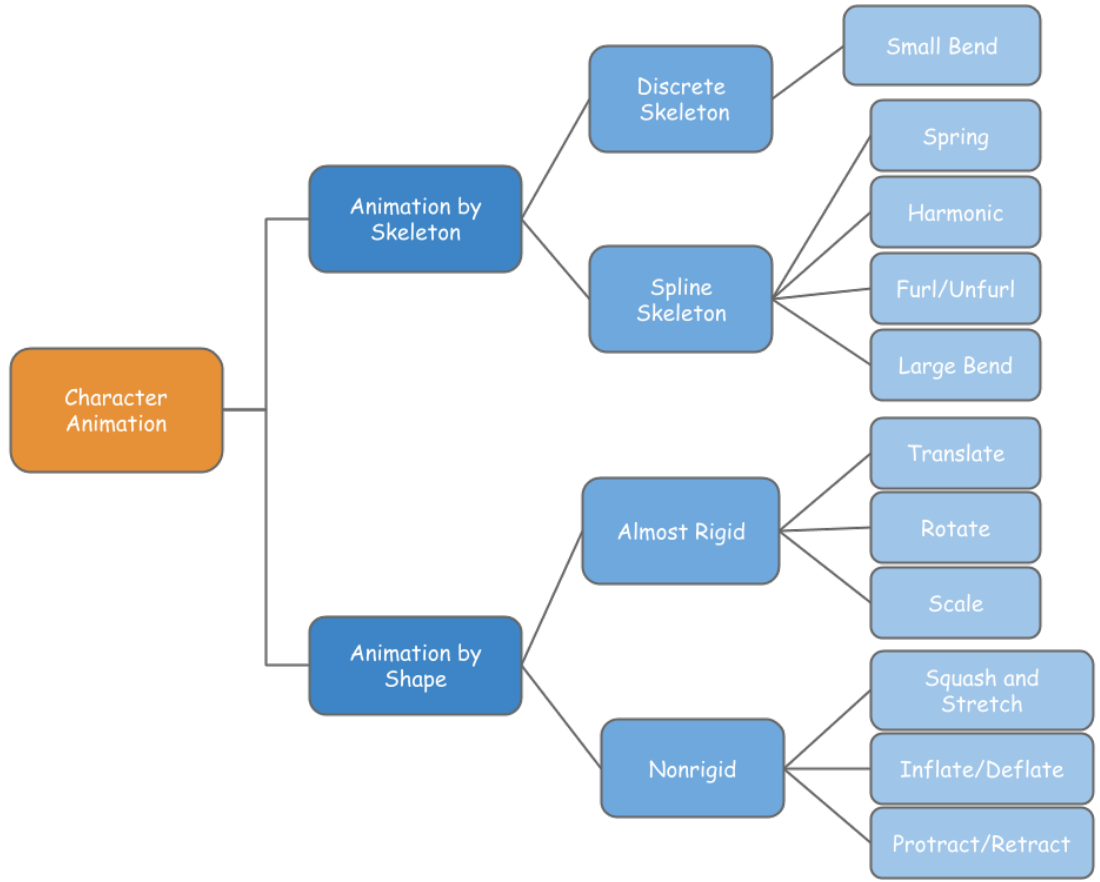 Character
Animation
Animation by
Skeleton
Discrete
Skeleton
Small Bend
Spline
Skeleton
Spring
Harmonic
Furl/Unfurl
Large Bend
Animation by
Shape
Almost Rigid
Translate
Rotate
Scale
Nonrigid
Squash and
Stretch
Inflate/Deflate
Protract/Retract